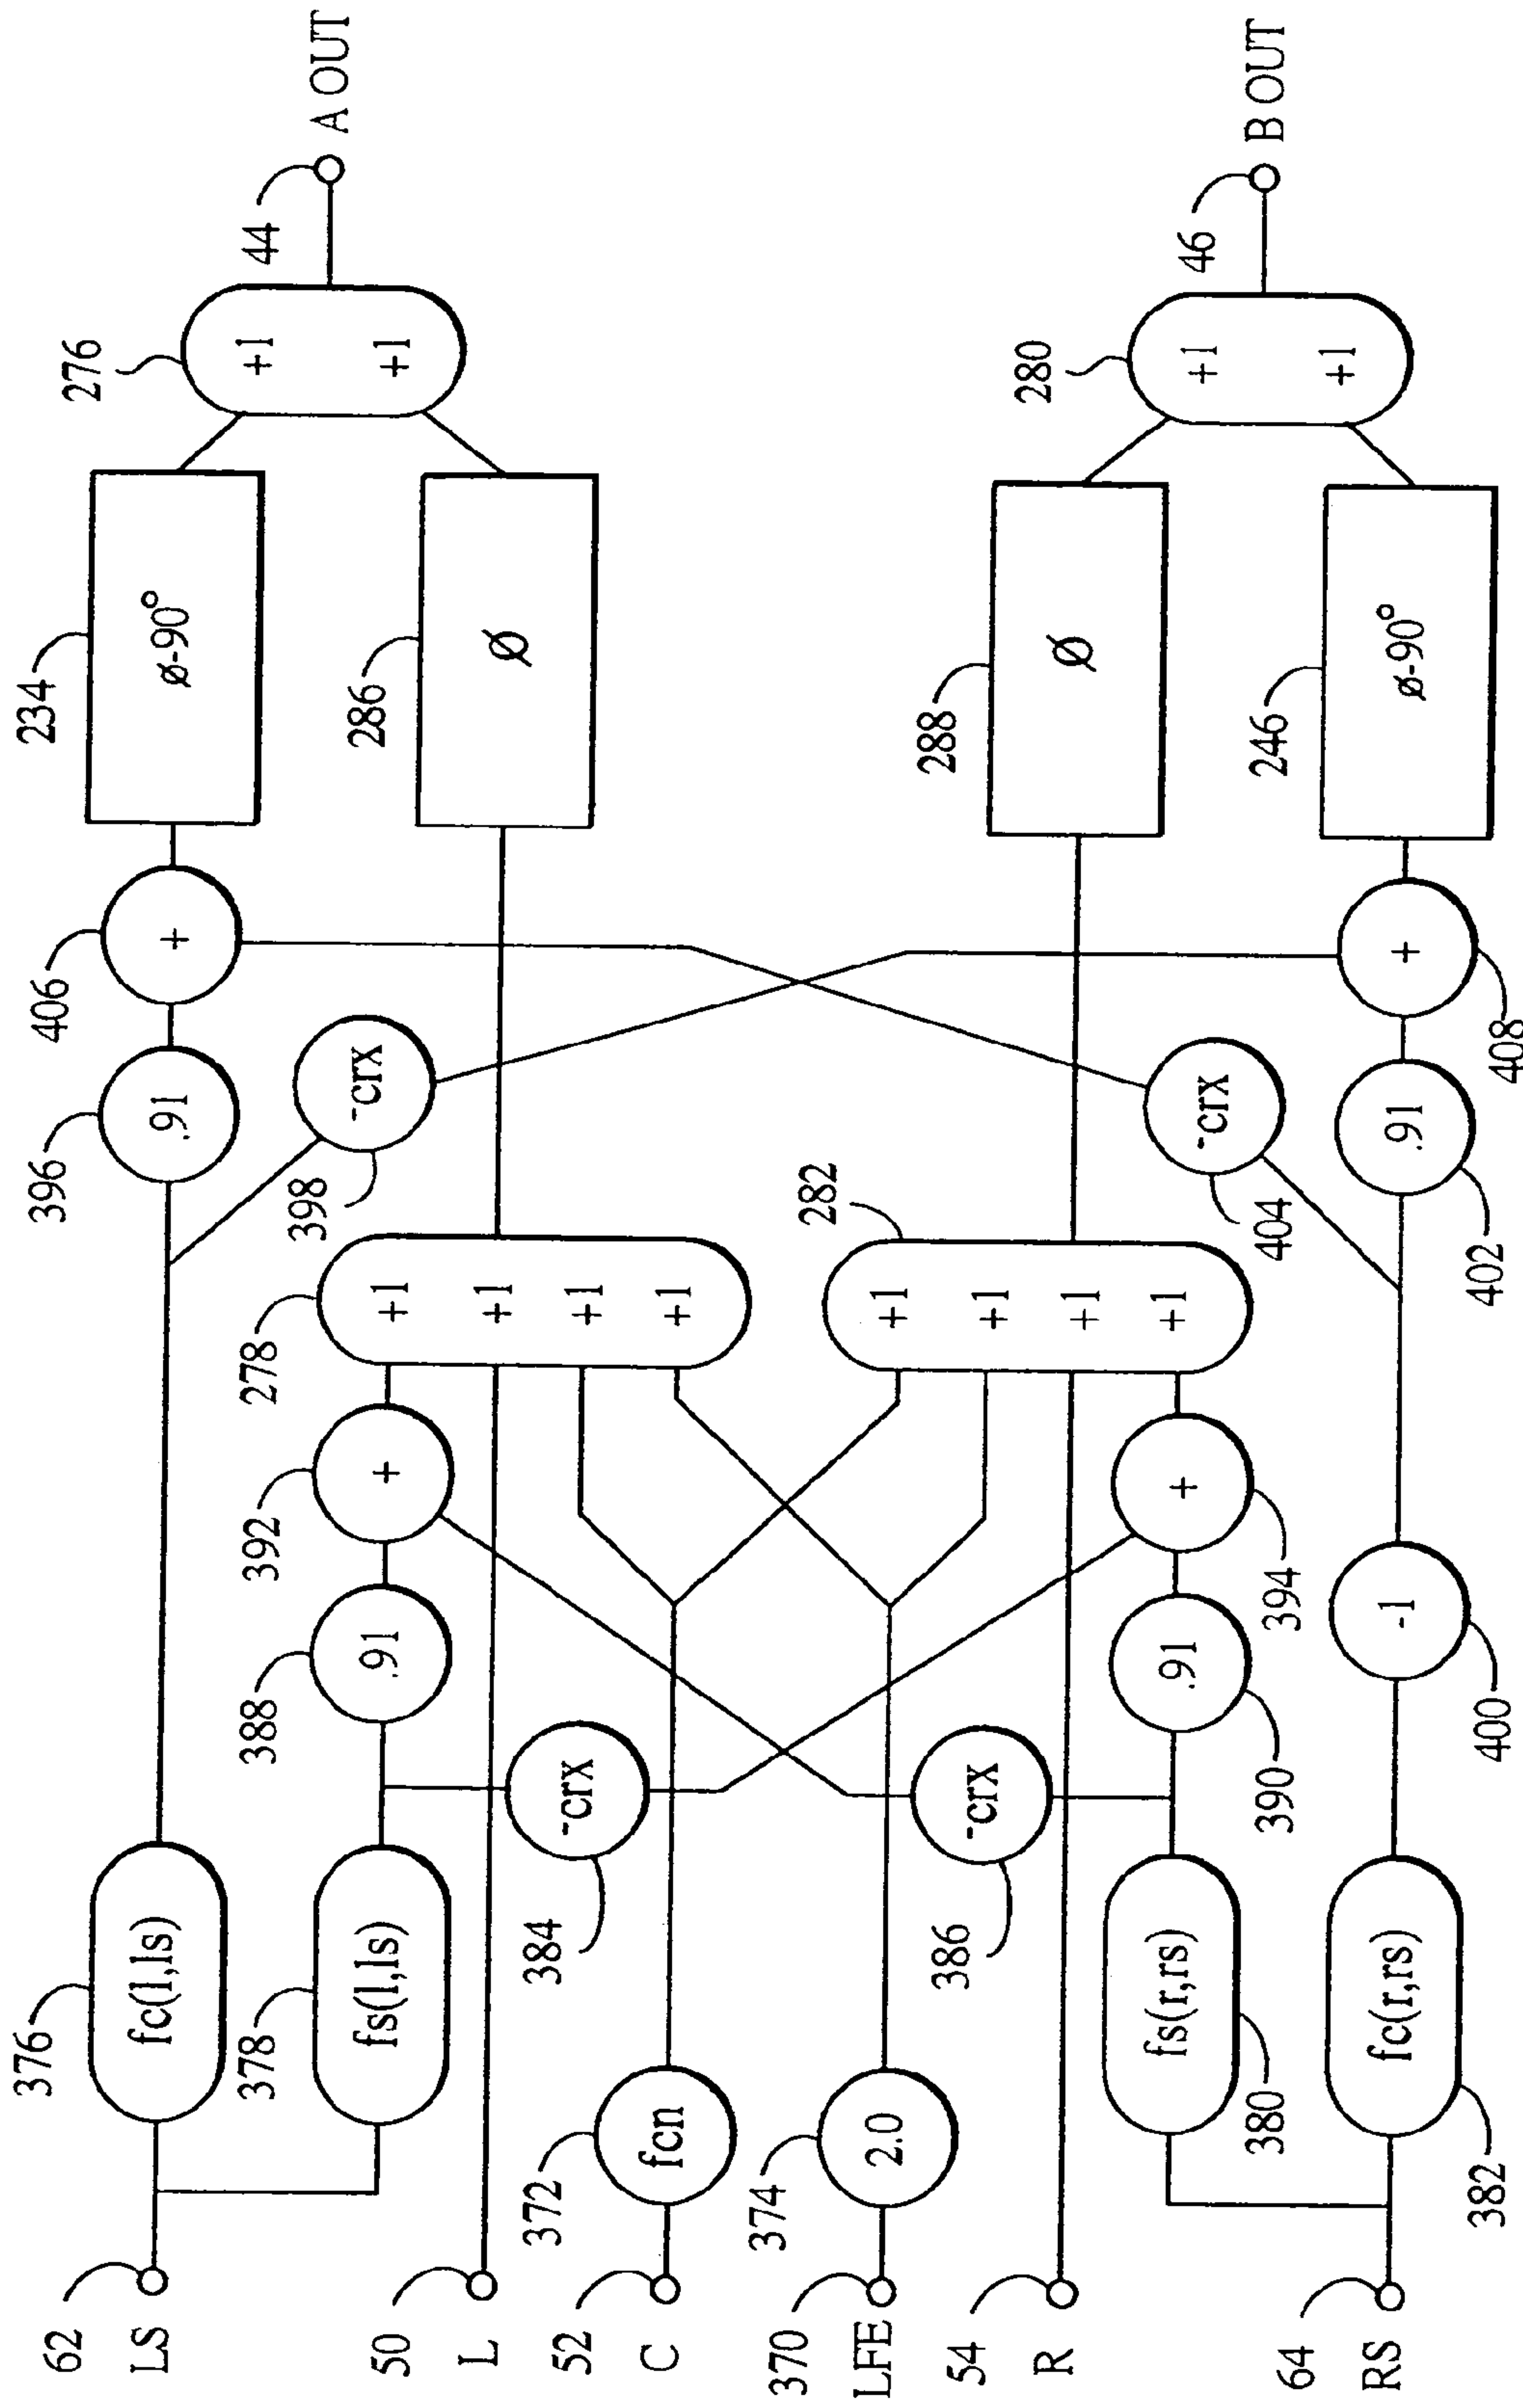 62
LS
376
fc(l,ls)
396
.91
406
+
234
ø-90°
276
+1
+1
44
A OUT
378
fs(l,ls)
388
.91
392
+
278
+1
+1
+1
+1
398
-crx
286
ø
50
L
384
-crx
52
C
372
fcn
370
LFE
374
2.0
386
-crx
282
+1
+1
+1
+1
404
-crx
288
ø
280
+1
+1
46
B OUT
54
R
380
fs(r,rs)
390
.91
394
+
64
RS
382
fc(r,rs)
400
-1
402
.91
408
+
246
ø-90°